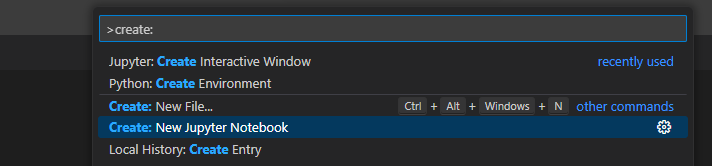 >create:
Jupyter: Create Interactive Window recently used
Python: Create Environment
Create: New File... Ctrl + Alt + Windows + N other commands
Create: New Jupyter Notebook
Local History: Create Entry